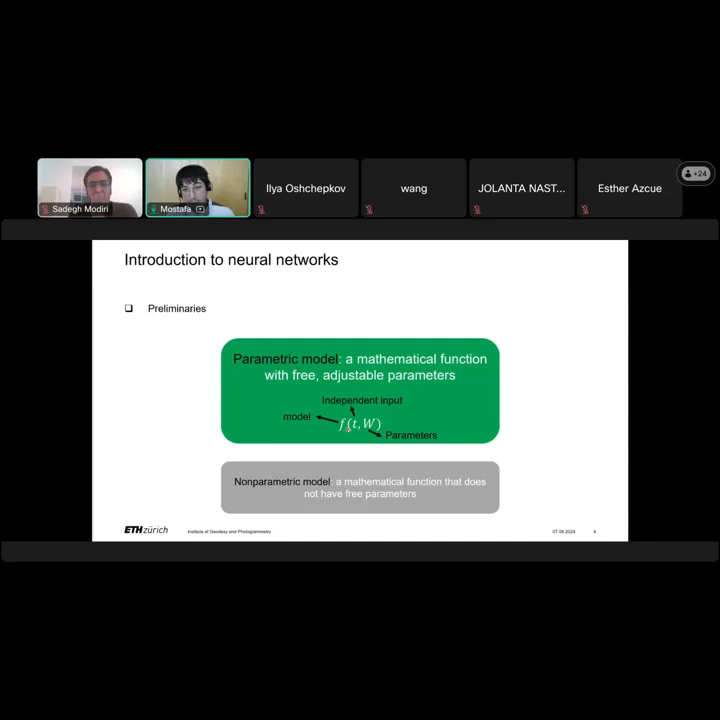 +24
Sadegh Modiri
Mostafa
Ilya Oshchepkov
wang
JOLANTA NAST...
Esther Azcue
Introduction to neural networks
Preliminaries
Parametric model: a mathematical function
with free, adjustable parameters
Independent input
model
f(t, W)
Parameters
Nonparametric model: a mathematical function that does
not have free parameters
ETH zürich
Institute of Geodesy and Photogrammetry
07.06.2024